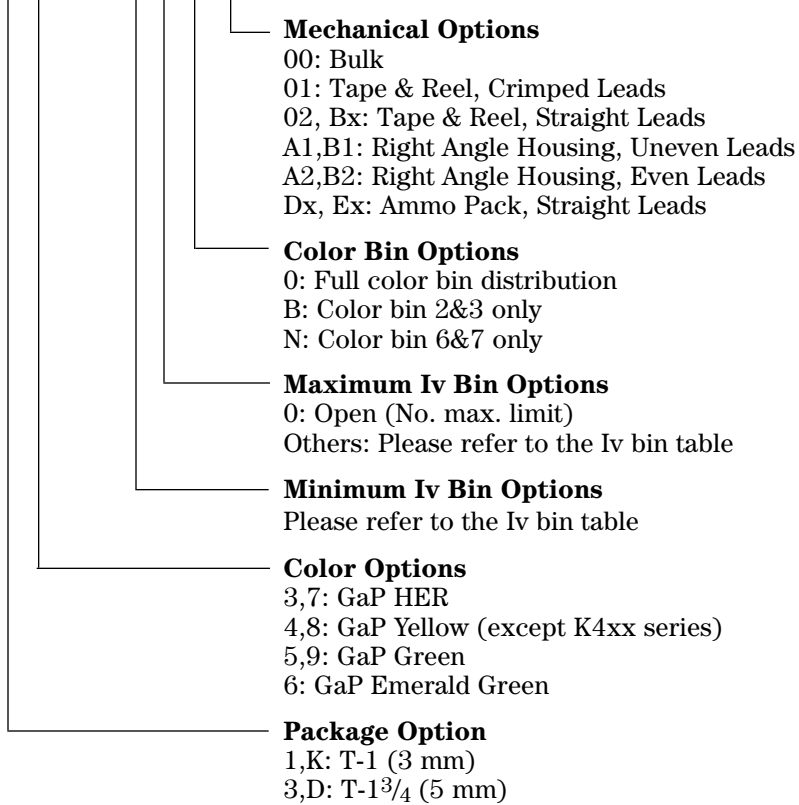 Mechanical Options
00: Bulk
01: Tape & Reel, Crimped Leads
02, Bx: Tape & Reel, Straight Leads
A1,B1: Right Angle Housing, Uneven Leads
A2,B2: Right Angle Housing, Even Leads
Dx, Ex: Ammo Pack, Straight Leads
Color Bin Options
0: Full color bin distribution
B: Color bin 2&3 only
N: Color bin 6&7 only
Maximum Iv Bin Options
0: Open (No. max. limit)
Others: Please refer to the Iv bin table
Minimum Iv Bin Options
Please refer to the Iv bin table
Color Options
3,7: GaP HER
4,8: GaP Yellow (except K4xx series)
5,9: GaP Green
6: GaP Emerald Green
Package Option
1,K: T-1 (3 mm)
3,D: T-1 3/4 (5 mm)